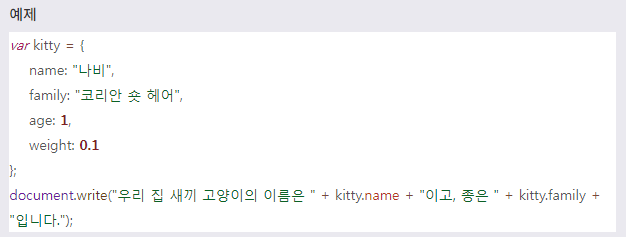 예제
var kitty = {
name: "나비",
family: "코리안 숏 헤어",
age: 1,
weight: 0.1
};
document.write("우리 집 새끼 고양이의 이름은 " + kitty.name + "이고, 종은 " + kitty.family +
"입니다.");